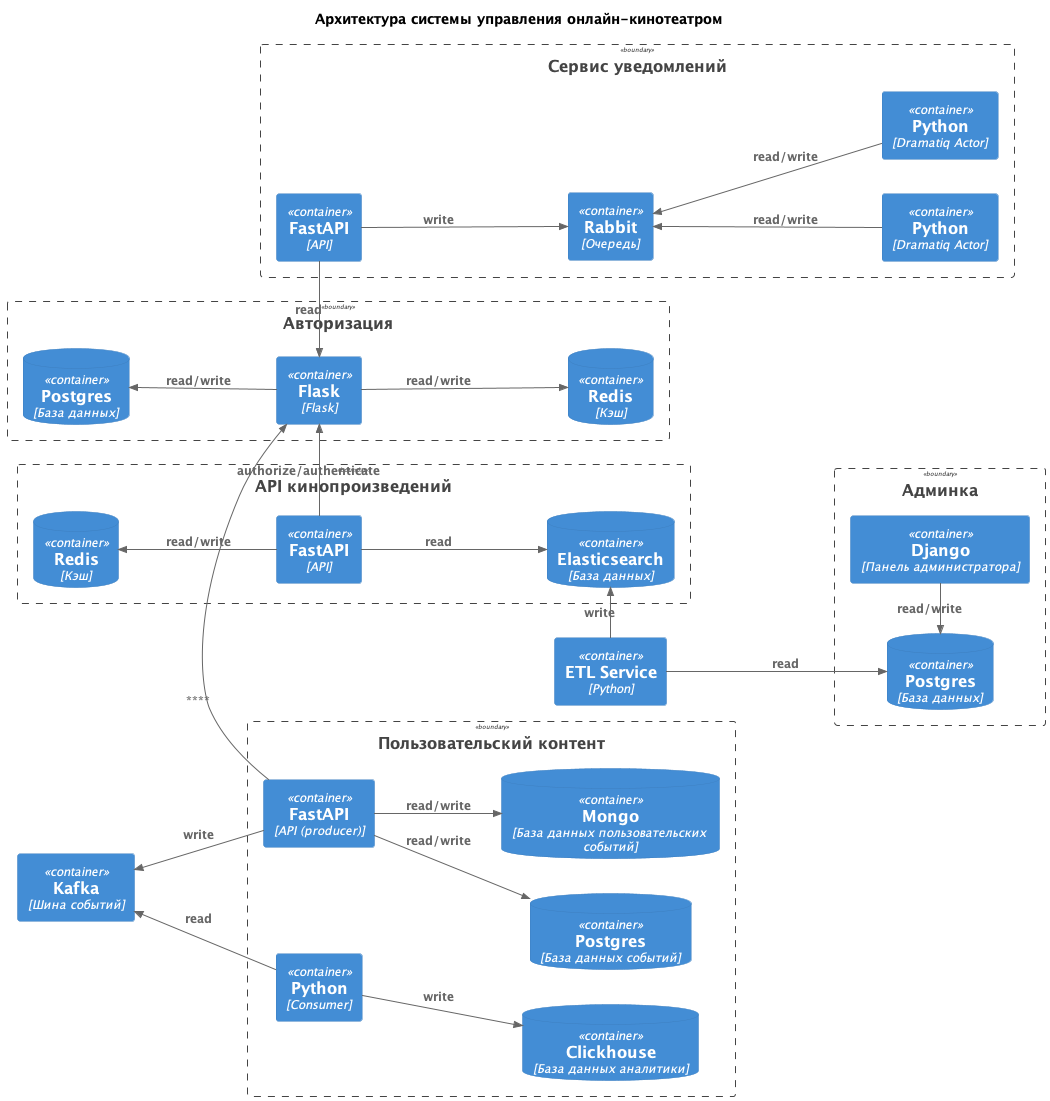 Архитектура системы управления онлайн-кинотеатром
«boundary»
Сервис уведомлений
«container»
Python
[Dramatiq Actor]
read/write
«container»
FastAPI
[API]
write
«container»
Rabbit
[Очередь]
read/write
«container»
Python
[Dramatiq Actor]
read
«boundary»
Авторизация
«container»
Postgres
[База данных]
read/write
«container»
Flask
[Flask]
read/write
«container»
Redis
[Кэш]
authorize/authenticate
API кинопроизведений
«container»
Redis
[Кэш]
read/write
«container»
FastAPI
[API]
read
«container»
Elasticsearch
[База данных]
«boundary»
Админка
«container»
Django
[Панель администратора]
read/write
«container»
Postgres
[База данных]
write
«container»
ETL Service
[Python]
read
****
«boundary»
Пользовательский контент
«container»
FastAPI
[API (producer)]
read/write
«container»
Mongo
[База данных пользовательских
событий]
read/write
write
«container»
Kafka
[Шина событий]
read
«container»
Postgres
[База данных событий]
«container»
Python
[Consumer]
write
«container»
Clickhouse
[База данных аналитики]